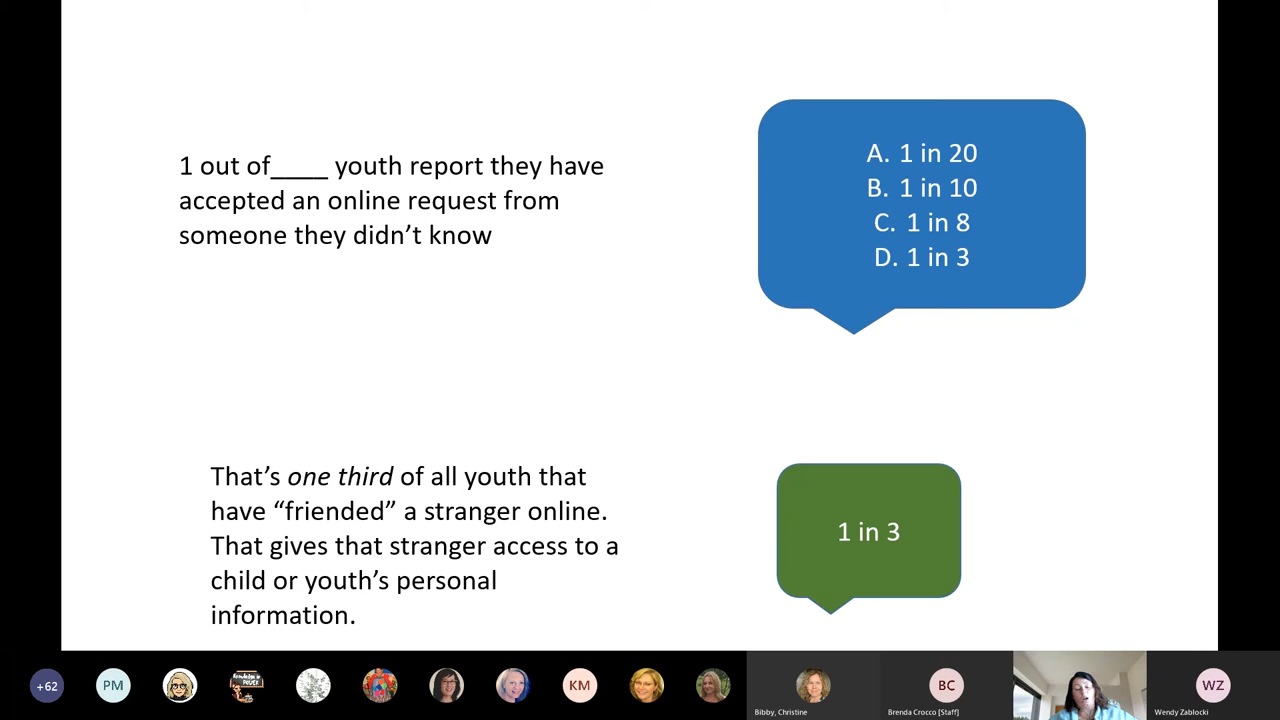 1 out of____ youth report they have
accepted an online request from
someone they didn’t know
A. 1 in 20
B. 1 in 10
C. 1 in 8
D. 1 in 3
That’s one third of all youth that
have “friended” a stranger online.
That gives that stranger access to a
child or youth’s personal
information.
1 in 3
+62
PM
Knowledge is
POWER
KM
Bibby, Christine
BC
Brenda Crocco [Staff]
WZ
Wendy Zablocki